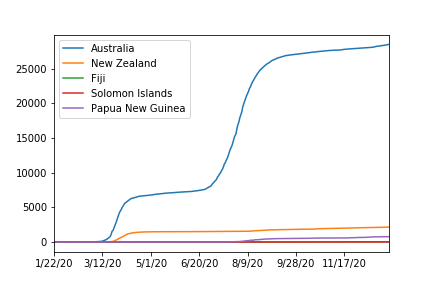 Australia
New Zealand
Fiji
Solomon Islands
Papua New Guinea
25000
20000
15000
10000
5000
0
1/22/20 3/12/20 5/1/20 6/20/20 8/9/20 9/28/20 11/17/20